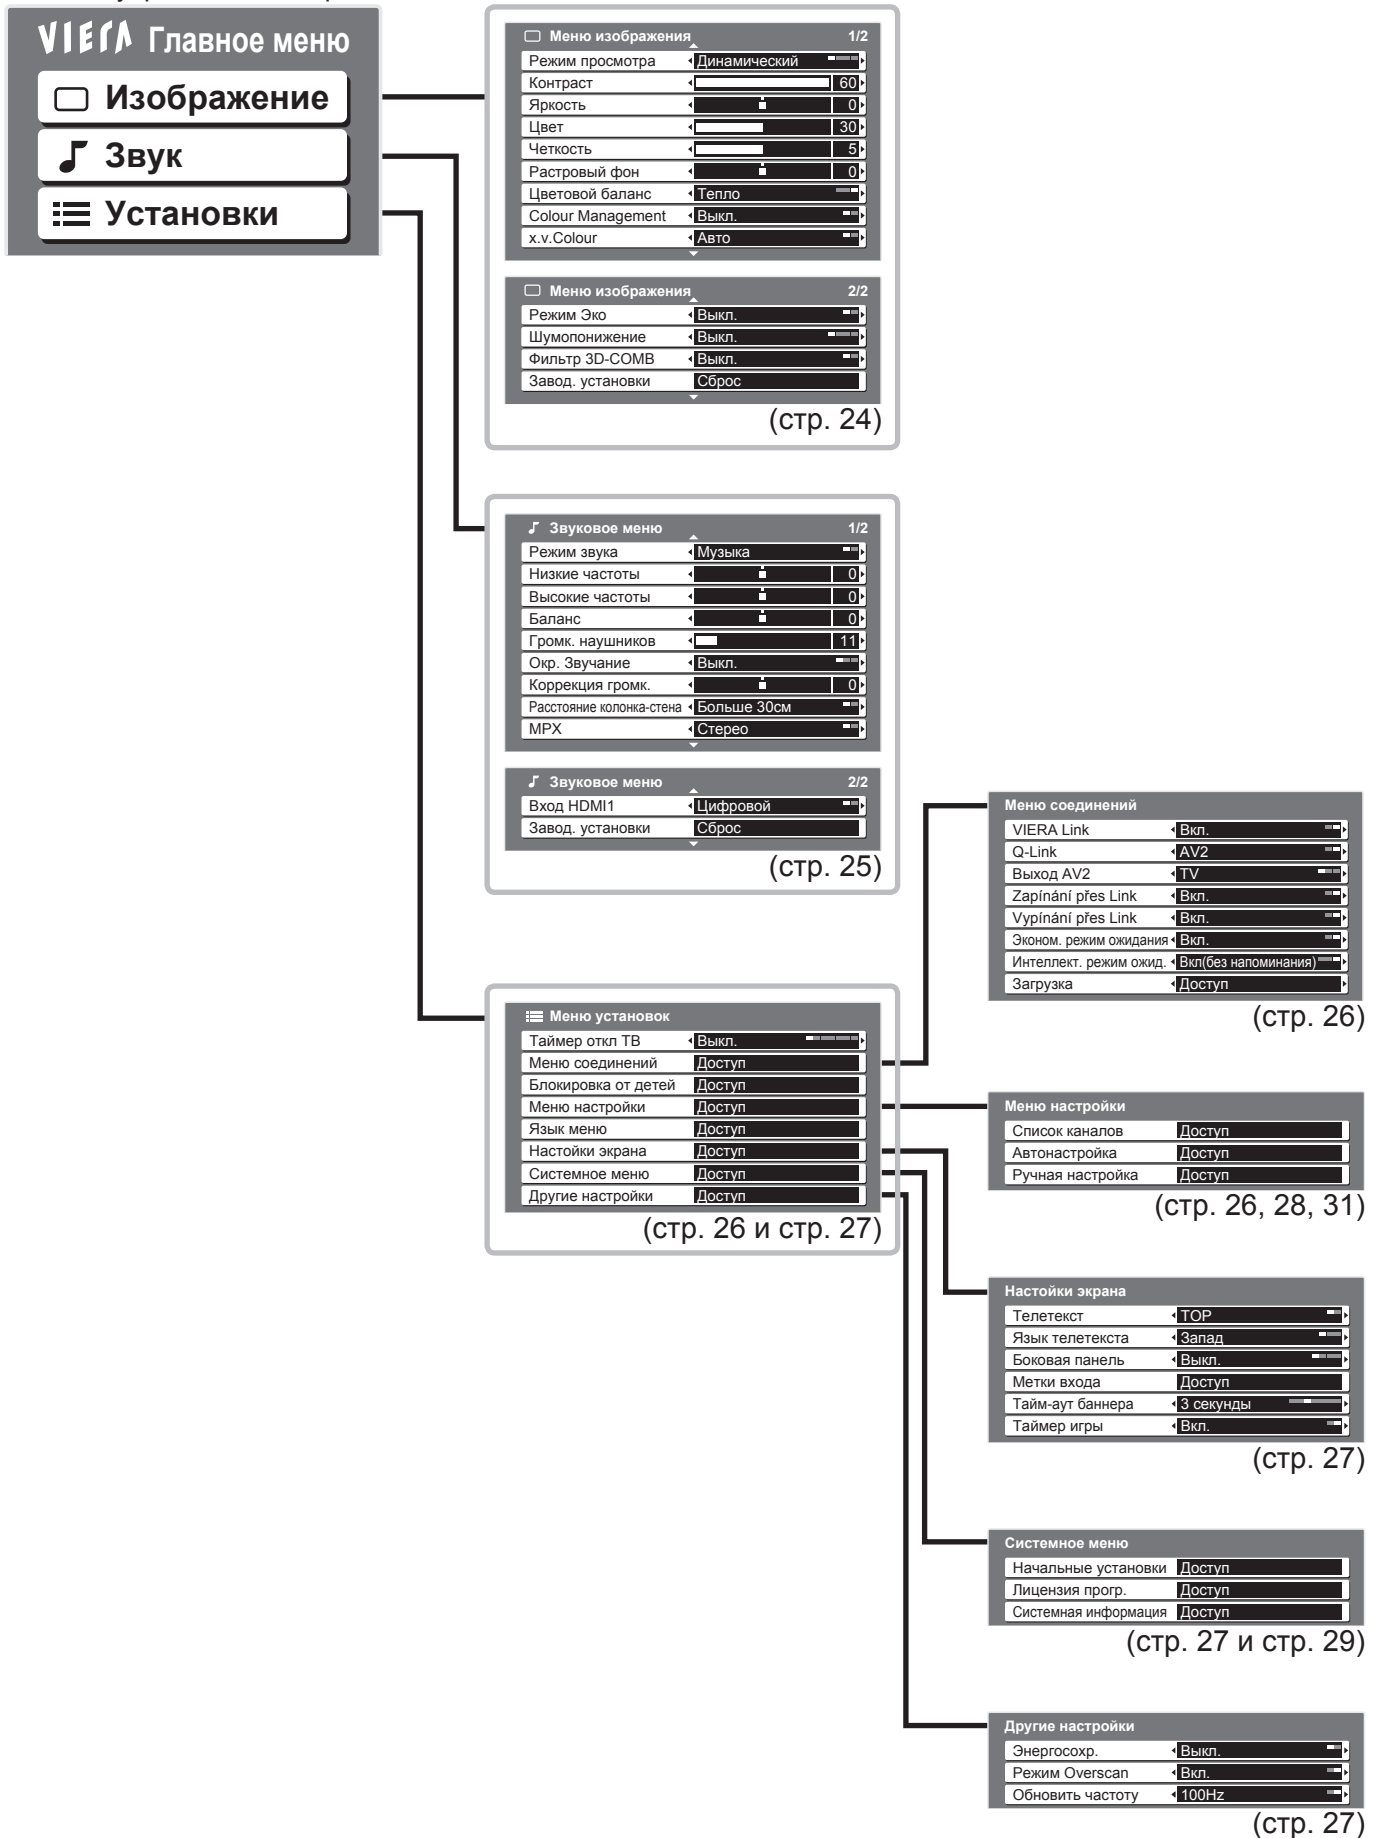 VIERA Главное меню
Изображение
Звук
Установки
Меню изображения 1/2
Режим просмотра Динамический
Контраст 60
Яркость 0
Цвет 30
Четкость 5
Растровый фон 0
Цветовой баланс Тепло
Colour Management Выкл.
x.v.Colour Авто
Меню изображения 2/2
Режим Эко Выкл.
Шумопонижение Выкл.
Фильтр 3D-COMB Выкл.
Завод. установки Сброс
(стр. 24)
Звуковое меню 1/2
Режим звука Музыка
Низкие частоты 0
Высокие частоты 0
Баланс 0
Громк. наушников 11
Окр. Звучание Выкл.
Коррекция громк. 0
Расстояние колонка-стена Больше 30см
MPX Стерео
Звуковое меню 2/2
Вход HDMI1 Цифровой
Завод. установки Сброс
(стр. 25)
Меню установок
Таймер откл ТВ Выкл.
Меню соединений Доступ
Блокировка от детей Доступ
Меню настройки Доступ
Язык меню Доступ
Настойки экрана Доступ
Системное меню Доступ
Другие настройки Доступ
(стр. 26 и стр. 27)
Меню соединений
VIERA Link Вкл.
Q-Link AV2
Выход AV2 TV
Zapínání přes Link Вкл.
Vypínání přes Link Вкл.
Эконом. режим ожидания Вкл.
Интеллект. режим ожид. Вкл(без напоминания)
Загрузка Доступ
(стр. 26)
Меню настройки
Список каналов Доступ
Автонастройка Доступ
Ручная настройка Доступ
(стр. 26, 28, 31)
Настойки экрана
Телетекст TOP
Язык телетекста Запад
Боковая панель Выкл.
Метки входа Доступ
Тайм-аут баннера 3 секунды
Таймер игры Вкл.
(стр. 27)
Системное меню
Начальные установки Доступ
Лицензия прогр. Доступ
Системная информация Доступ
(стр. 27 и стр. 29)
Другие настройки
Энергосохр. Выкл.
Режим Overscan Вкл.
Обновить частоту 100Hz
(стр. 27)